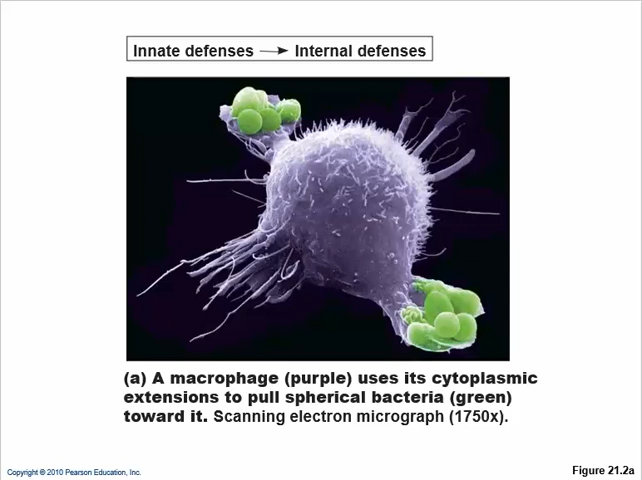 Innate defenses → Internal defenses
(a) A macrophage (purple) uses its cytoplasmic
extensions to pull spherical bacteria (green)
toward it. Scanning electron micrograph (1750x).
Copyright © 2010 Pearson Education, Inc.
Figure 21.2a